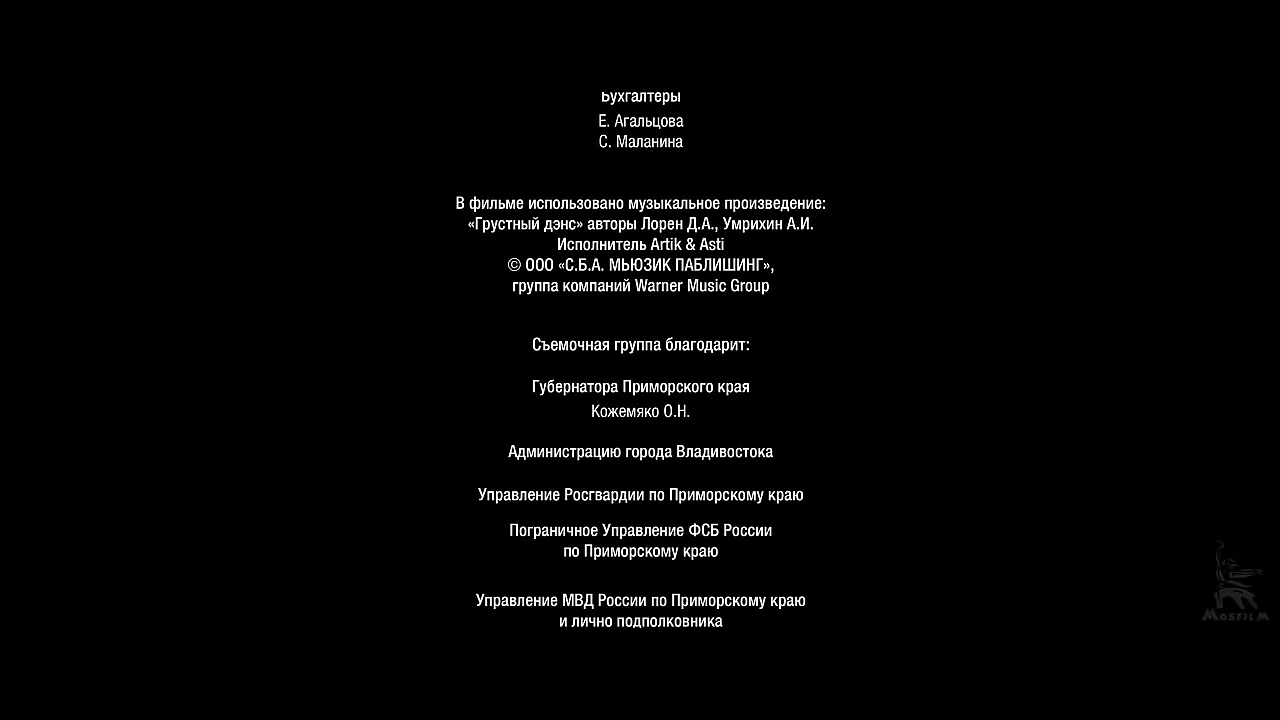 Бухгалтеры
Е. Агальцова
С. Маланина
В фильме использовано музыкальное произведение:
«Грустный дэнс» авторы Лорен Д.А., Умрихин А.И.
Исполнитель Artik & Asti
© ООО «С.Б.А. МЬЮЗИК ПАБЛИШИНГ»,
группа компаний Warner Music Group
Съемочная группа благодарит:
Губернатора Приморского края
Кожемяко О.Н.
Администрацию города Владивостока
Управление Росгвардии по Приморскому краю
Пограничное Управление ФСБ России
по Приморскому краю
Управление МВД России по Приморскому краю
и лично подполковника
MOSFILM